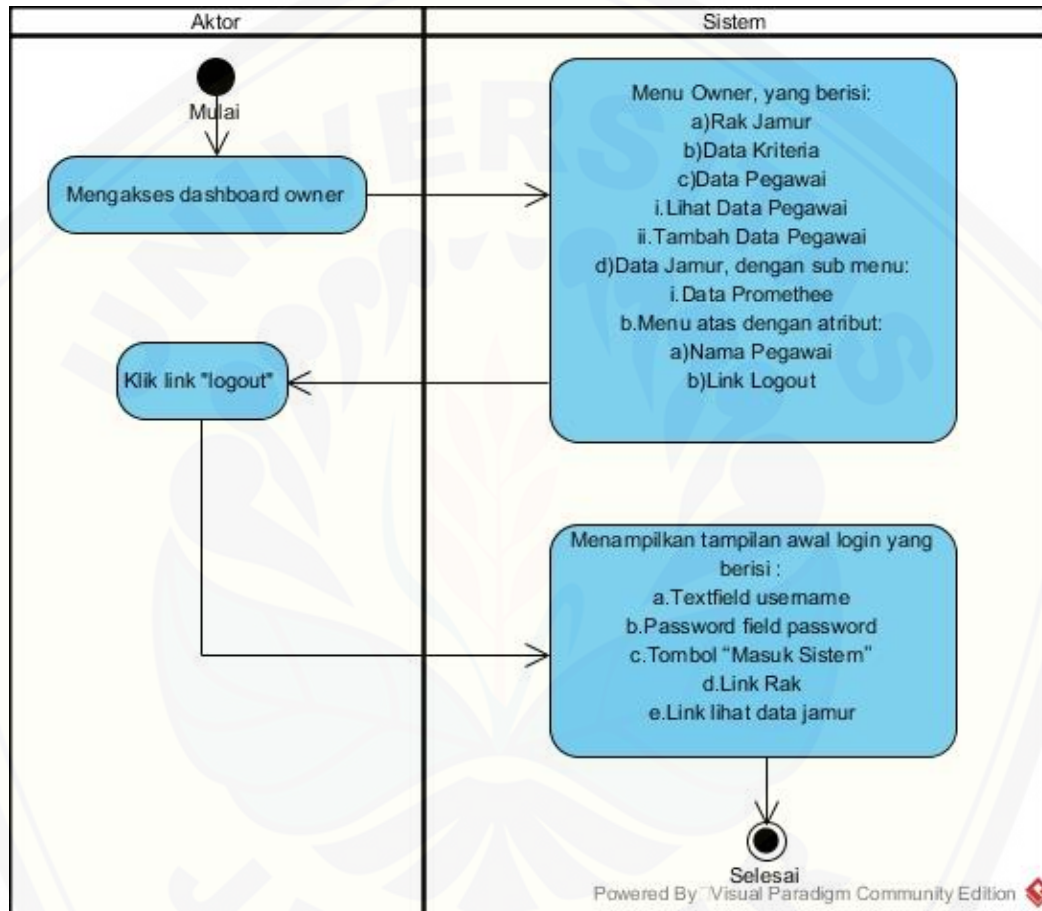 Aktor
Sistem
Mulai
Mengakses dashboard owner
Menu Owner, yang berisi:
a)Rak Jamur
b)Data Kriteria
c)Data Pegawai
i.Lihat Data Pegawai
ii.Tambah Data Pegawai
d)Data Jamur, dengan sub menu:
i.Data Promethee
b.Menu atas dengan atribut:
a)Nama Pegawai
b)Link Logout
Klik link "logout"
Menampilkan tampilan awal login yang
berisi :
a.Textfield username
b.Password field password
c.Tombol “Masuk Sistem”
d.Link Rak
e.Link lihat data jamur
Selesai
Powered By Visual Paradigm Community Edition